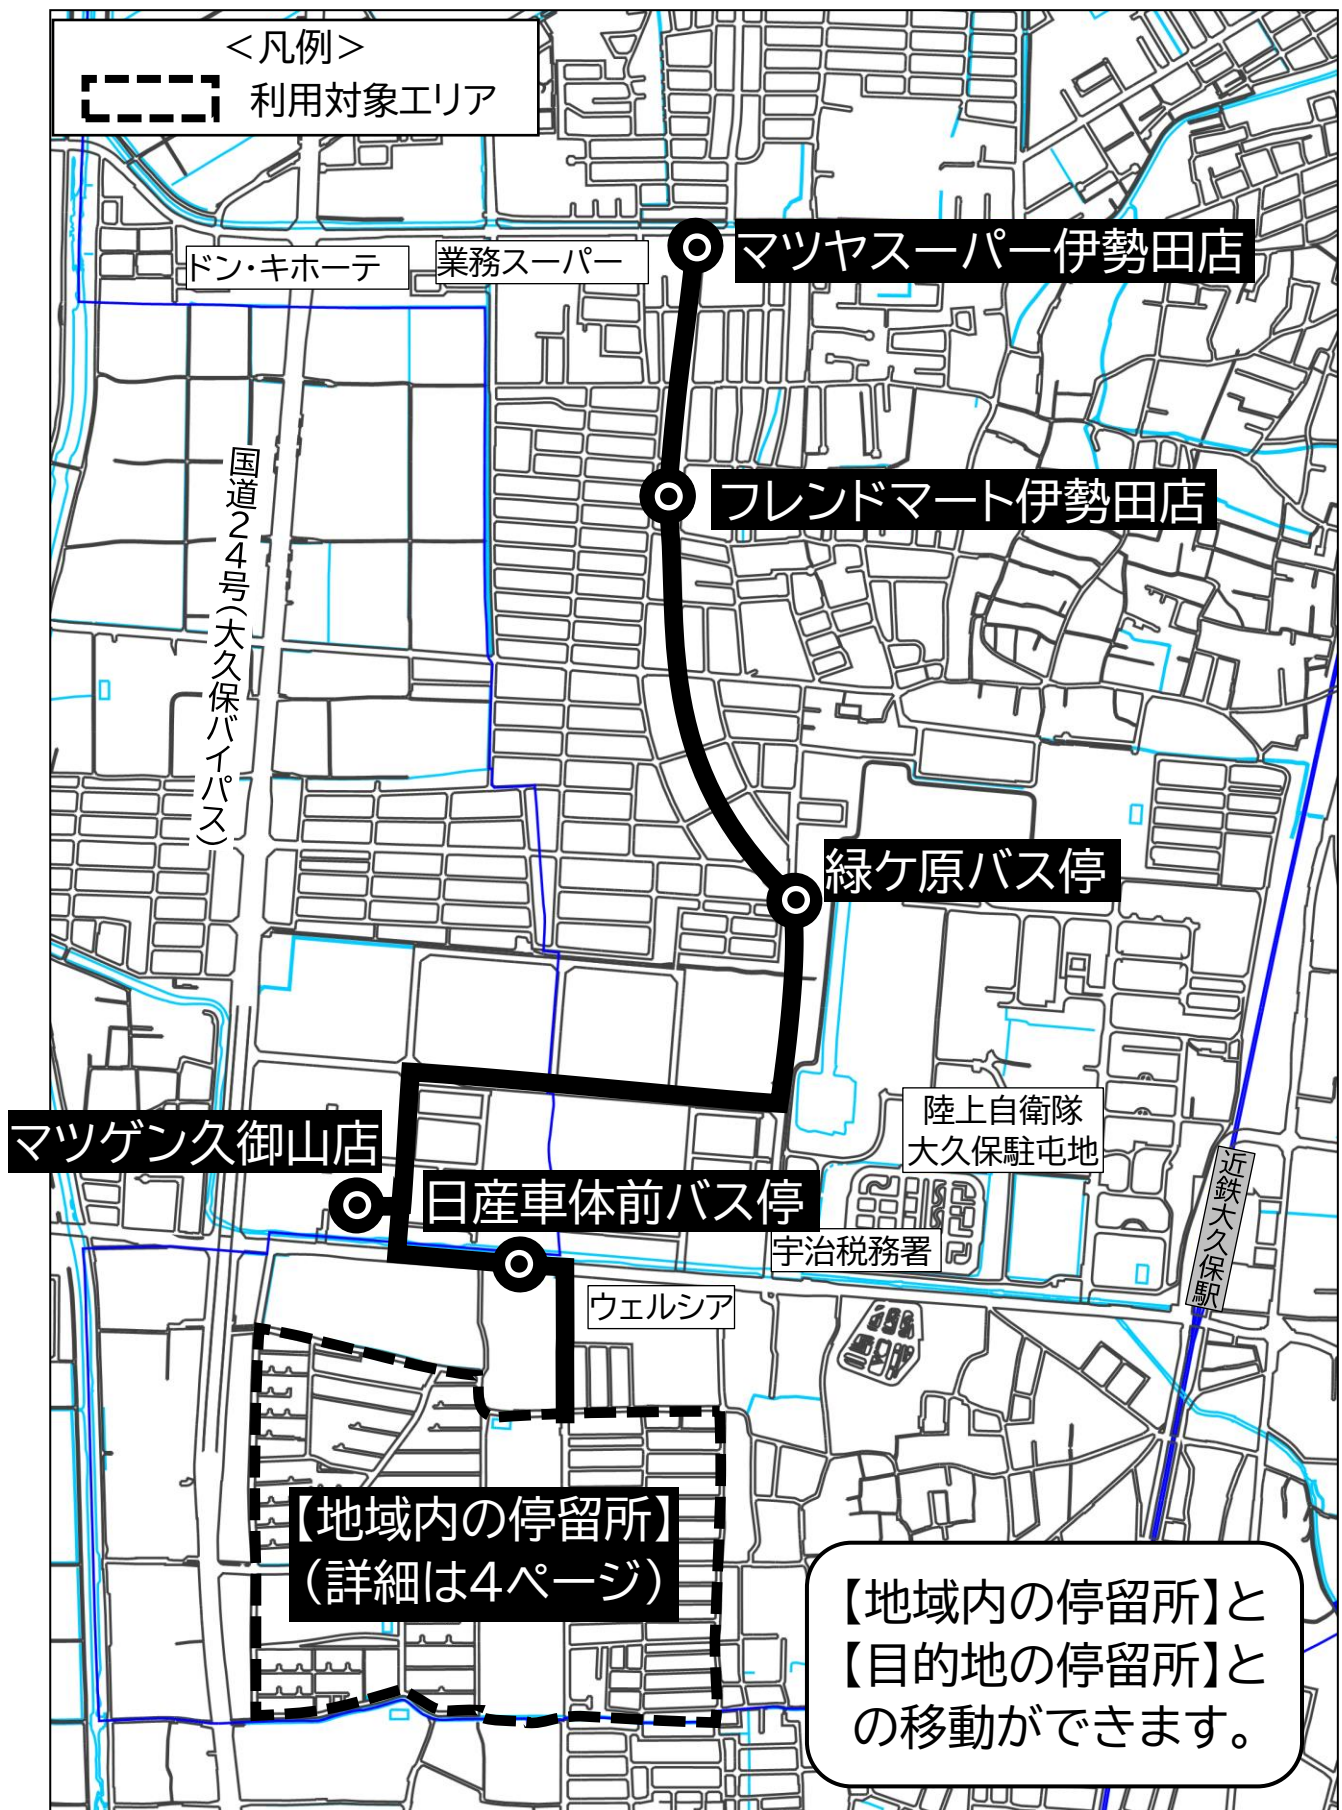 ＜凡例＞
利用対象エリア
マツヤスーパー伊勢田店
ドン・キホーテ
業務スーパー
フレンドマート伊勢田店
国道24号(大久保バイパス)
緑ケ原バス停
陸上自衛隊
大久保駐屯地
マツゲン久御山店
近鉄大久保駅
日産車体前バス停
宇治税務署
ウェルシア
【地域内の停留所】
(詳細は4ページ)
【地域内の停留所】と
【目的地の停留所】と
の移動ができます。